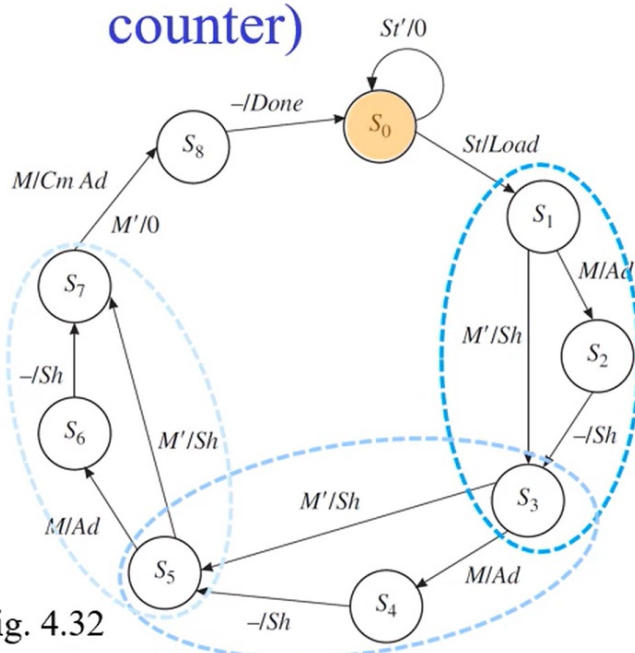 counter)
St′/0
–/Done
S0
S8
St/Load
M/Cm Ad
S1
M′/0
M/Ad
S7
M′/Sh
S2
–/Sh
S6
M′/Sh
–/Sh
M′/Sh
S3
M/Ad
S5
M/Ad
S4
–/Sh
ig. 4.32